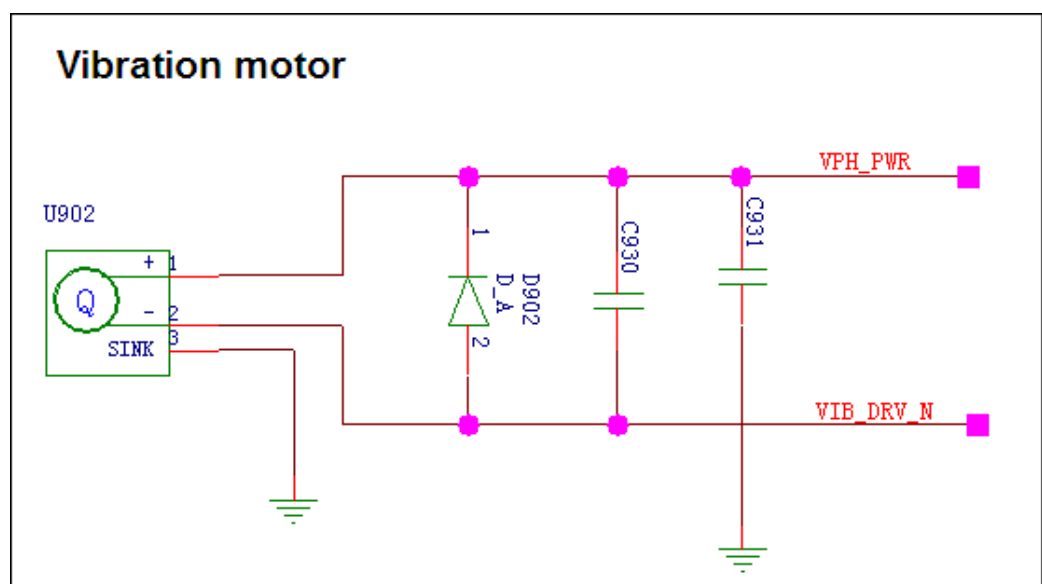 Vibration motor
VPH_PWR
U902
C931
1
C930
+ 1
D902
D_A
Q
- 2
3
SINK
2
VIB_DRV_N